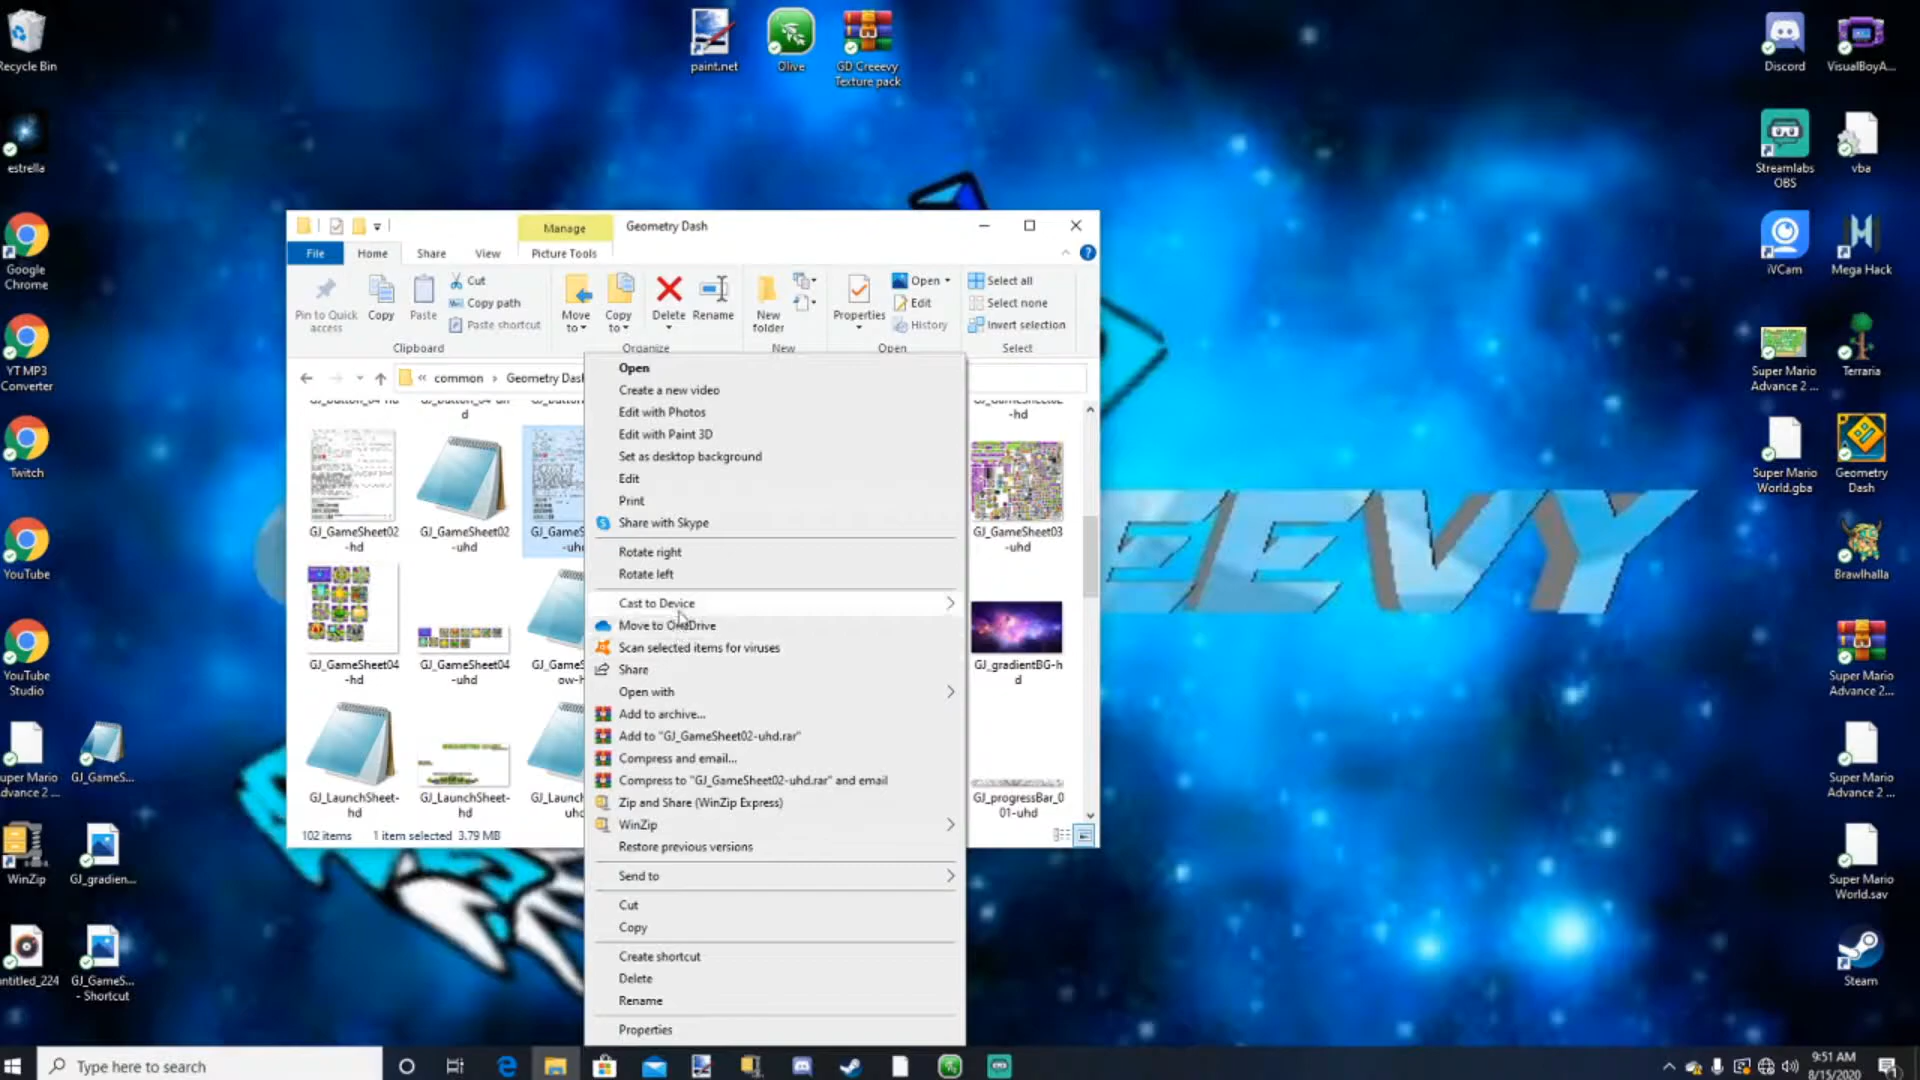 Recycle Bin
estrella
Google
Chrome
YT MP3
Converter
Twitch
YouTube
YouTube
Studio
uper Mario
dvance 2 ...
GJ_GameS...
WinZip
GJ_gradien...
ntitled_224
GJ_GameS...
- Shortcut
paint.net
Olive
GD Creeevy
Texture pack
Discord
VisualBoyA...
Streamlabs
OBS
vba
iVCam
Mega Hack
Super Mario
Advance 2 ...
Terraria
Super Mario
World.gba
Geometry
Dash
Brawlhalla
Super Mario
Advance 2...
Super Mario
Advance 2 ...
Super Mario
World.sav
Steam
EEVY
Manage
Geometry Dash
File
Home
Share
View
Picture Tools
Pin to Quick
access
Copy
Paste
Cut
Copy path
Paste shortcut
Clipboard
Move
to
Copy
to
Delete
Rename
Organize
New
folder
New
Properties
Open
Edit
History
Open
Select all
Select none
Invert selection
Select
« common > Geometry Das
d
-hd
GJ_GameSheet02
-hd
GJ_GameSheet02
-uhd
GJ_GameS
-uh
GJ_GameSheet03
-uhd
GJ_GameSheet04
-hd
GJ_GameSheet04
-uhd
GJ_Gam
ow-h
GJ_gradientBG-h
d
GJ_LaunchSheet-
hd
GJ_LaunchSheet-
hd
GJ_Launch
uhd
GJ_progressBar_0
01-uhd
102 items
1 item selected 3.79 MB
Open
Create a new video
Edit with Photos
Edit with Paint 3D
Set as desktop background
Edit
Print
Share with Skype
Rotate right
Rotate left
Cast to Device
Move to OneDrive
Scan selected items for viruses
Share
Open with
Add to archive...
Add to "GJ_GameSheet02-uhd.rar"
Compress and email...
Compress to "GJ_GameSheet02-uhd.rar" and email
Zip and Share (WinZip Express)
WinZip
Restore previous versions
Send to
Cut
Copy
Create shortcut
Delete
Rename
Properties
Type here to search
9:51 AM
8/15/2020